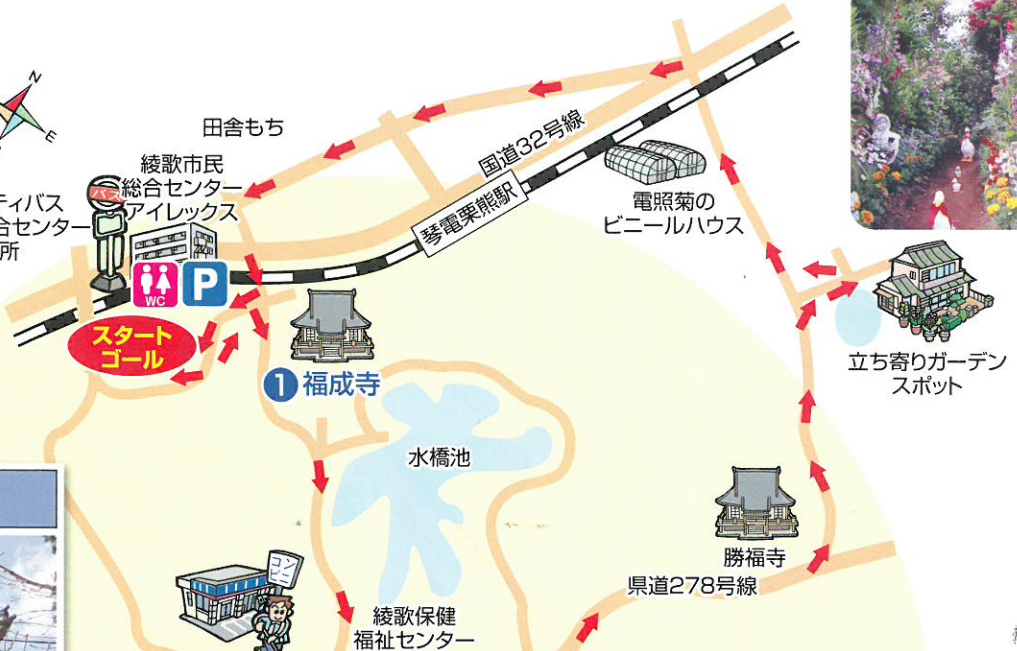 N
E
田舎もち
綾歌市民
総合センター
アイレックス
ティバス
合センター
所
バス
WC
P
スタート
ゴール
国道32号線
琴電栗熊駅
電照菊の
ビニールハウス
立ち寄りガーデン
スポット
1 福成寺
水橋池
勝福寺
県道278号線
コンビニ
綾歌保健
福祉センター